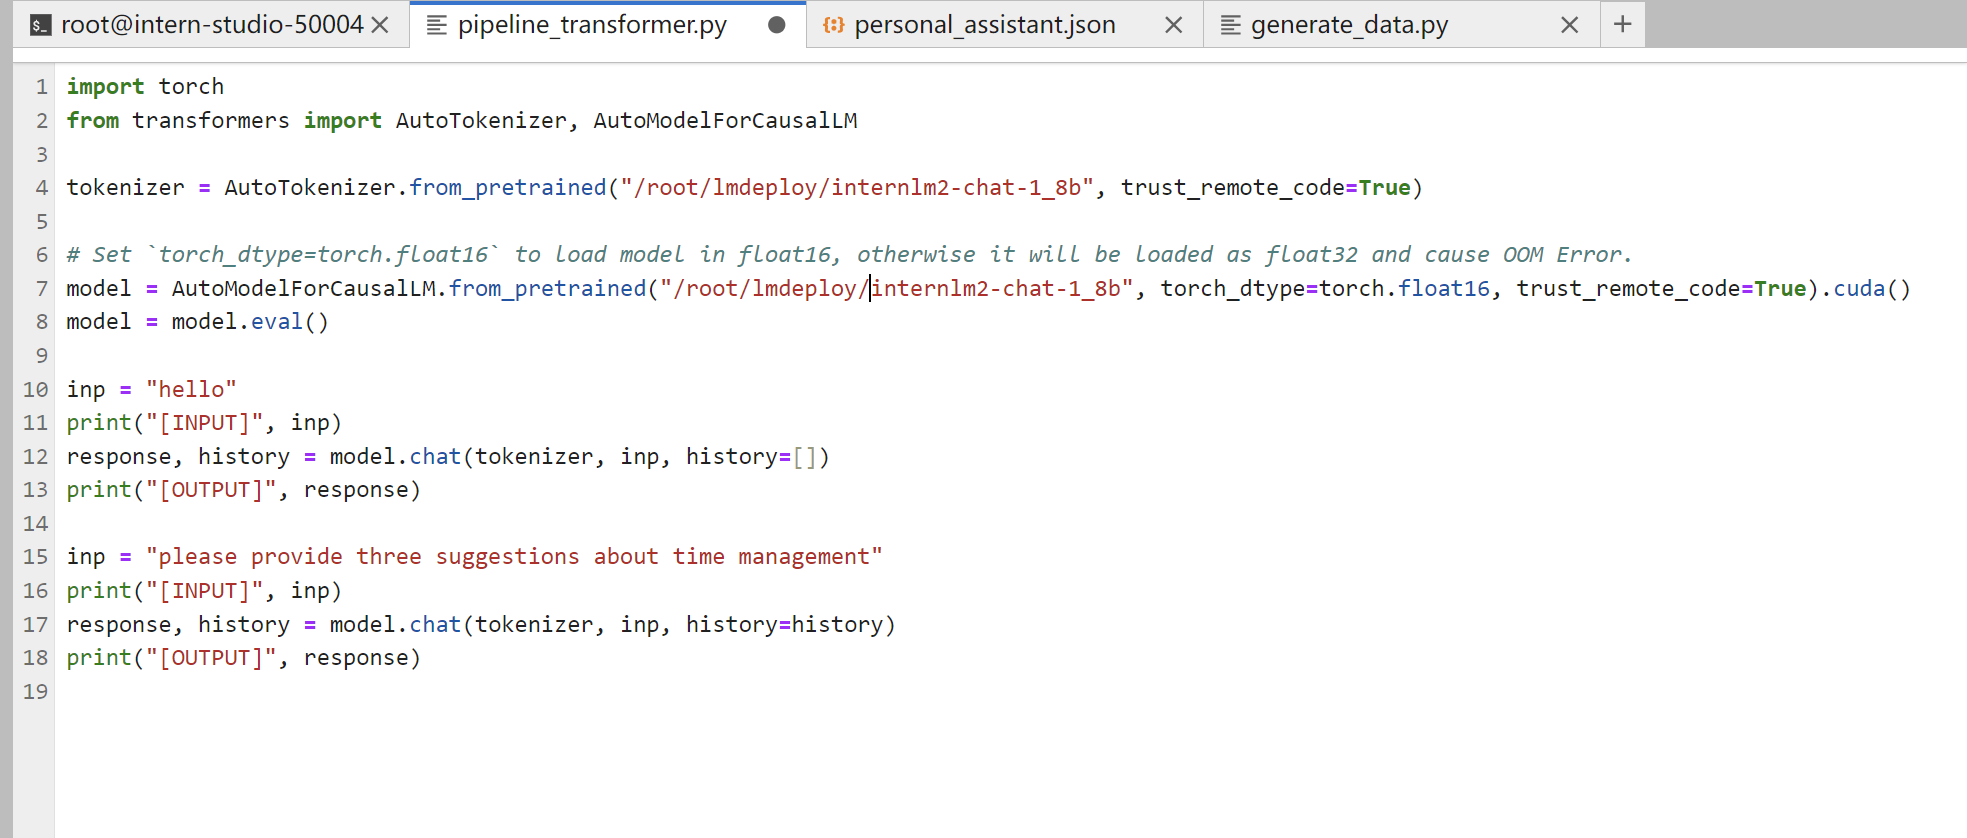 root@intern-studio-50004 pipeline_transformer.py personal_assistant.json generate_data.py
1 import torch
2 from transformers import AutoTokenizer, AutoModelForCausalLM
3
4 tokenizer = AutoTokenizer.from_pretrained("/root/lmdeploy/internlm2-chat-1_8b", trust_remote_code=True)
5
6 # Set `torch_dtype=torch.float16` to load model in float16, otherwise it will be loaded as float32 and cause OOM Error.
7 model = AutoModelForCausalLM.from_pretrained("/root/lmdeploy/internlm2-chat-1_8b", torch_dtype=torch.float16, trust_remote_code=True).cuda()
8 model = model.eval()
9
10 inp = "hello"
11 print("[INPUT]", inp)
12 response, history = model.chat(tokenizer, inp, history=[])
13 print("[OUTPUT]", response)
14
15 inp = "please provide three suggestions about time management"
16 print("[INPUT]", inp)
17 response, history = model.chat(tokenizer, inp, history=history)
18 print("[OUTPUT]", response)
19